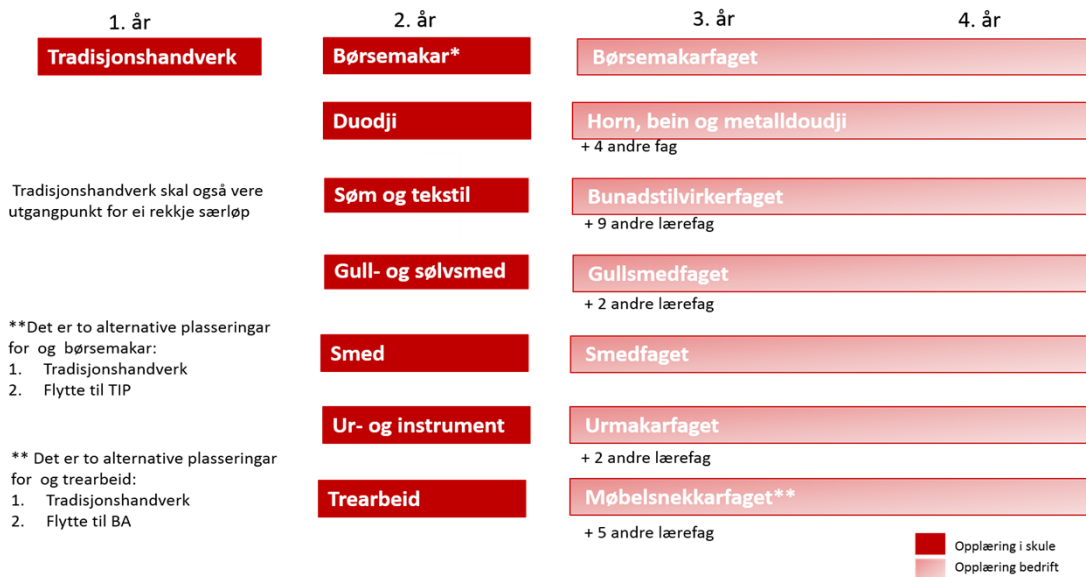 1. år
2. år
3. år
4. år
Tradisjonshandverk
Børsemakar*
Børsemakarfaget
Duodji
Horn, bein og metalldoudji
+ 4 andre fag
Tradisjonshandverk skal også vere
utgangpunkt for ei rekkje særløp
Søm og tekstil
Bunadstilvirkerfaget
+ 9 andre lærefag
Gull- og sølvsmed
Gullsmedfaget
+ 2 andre lærefag
**Det er to alternative plasseringar
for og børsemakar:
1. Tradisjonshandverk
2. Flytte til TIP
Smed
Smedfaget
Ur- og instrument
Urmakarfaget
+ 2 andre lærefag
** Det er to alternative plasseringar
for og trearbeid:
1. Tradisjonshandverk
2. Flytte til BA
Trearbeid
Møbelsnekkarfaget**
+ 5 andre lærefag
Opplæring i skule
Opplæring bedrift